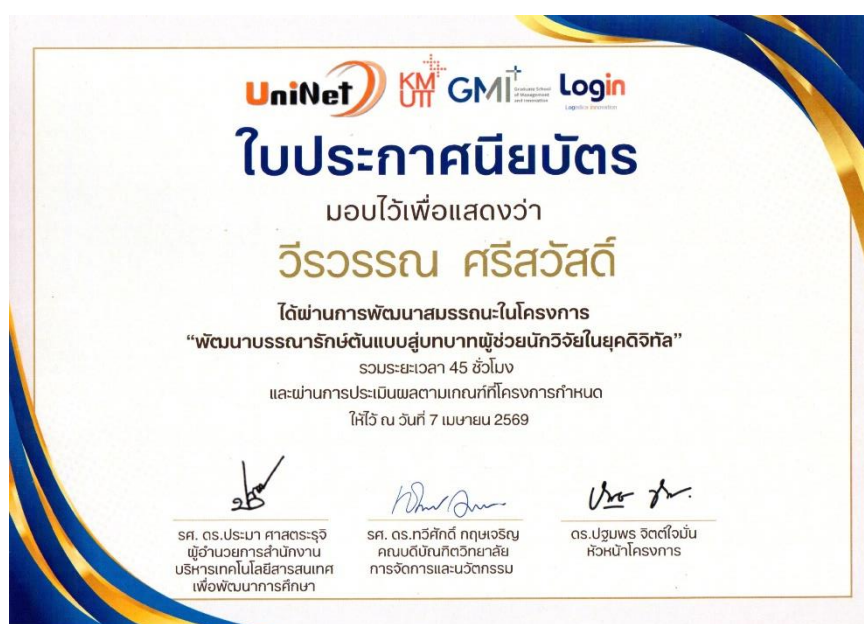 UniNet KMUTT GMI Graduate School of Management and Innovation Login Logistics Innovation
ใบประกาศนียบัตร
มอบไว้เพื่อแสดงว่า
วีรวรรณ ศรีสวัสดิ์
ได้ผ่านการพัฒนาสมรรถนะในโครงการ
“พัฒนาบรรณารักษ์ต้นแบบสู่บทบาทผู้ช่วยนักวิจัยในยุคดิจิทัล”
รวมระยะเวลา 45 ชั่วโมง
และผ่านการประเมินผลตามเกณฑ์ที่โครงการกำหนด
ให้ไว้ ณ วันที่ 7 เมษายน 2569
รศ. ดร.ประมา ศาสตระรุจิ
ผู้อำนวยการสำนักงาน
บริหารเทคโนโลยีสารสนเทศ
เพื่อพัฒนาการศึกษา
รศ. ดร.ทวีศักดิ์ กฤษเจริญ
คณบดีบัณฑิตวิทยาลัย
การจัดการและนวัตกรรม
ดร.ปฐมพร จิตต์ใจมั่น
หัวหน้าโครงการ